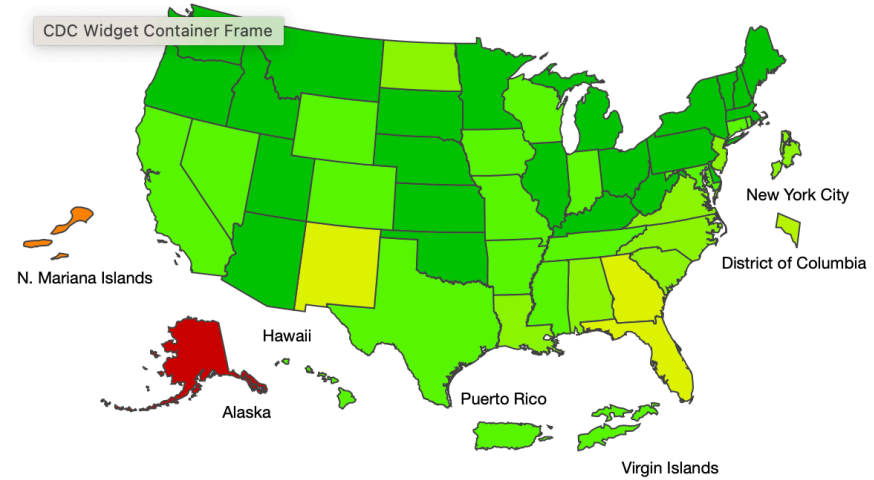 CDC Widget Container Frame
New York City
District of Columbia
N. Mariana Islands
Hawaii
Alaska
Puerto Rico
Virgin Islands